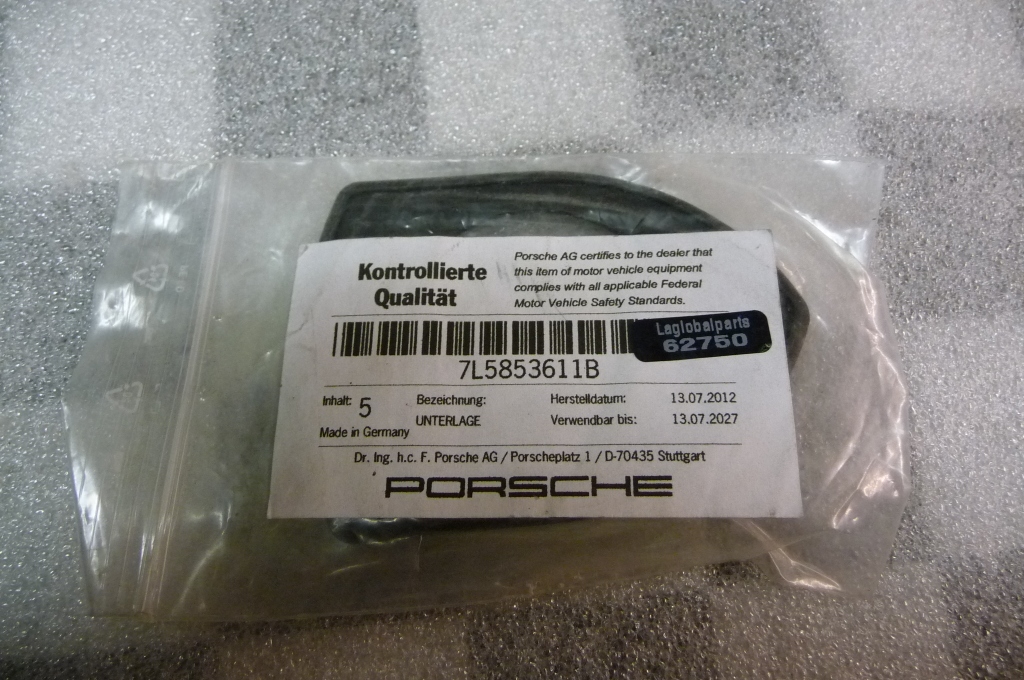 Kontrollierte
Qualität
Porsche AG certifies to the dealer that
this item of motor vehicle equipment
complies with all applicable Federal
Motor Vehicle Safety Standards.
Laglobalparts
62750
7L5853611B
Inhalt: 5 Bezeichnung: Herstelldatum: 13.07.2012
UNTERLAGE Verwendbar bis: 13.07.2027
Made in Germany
Dr. Ing. h.c. F. Porsche AG / Porscheplatz 1 / D-70435 Stuttgart
PORSCHE